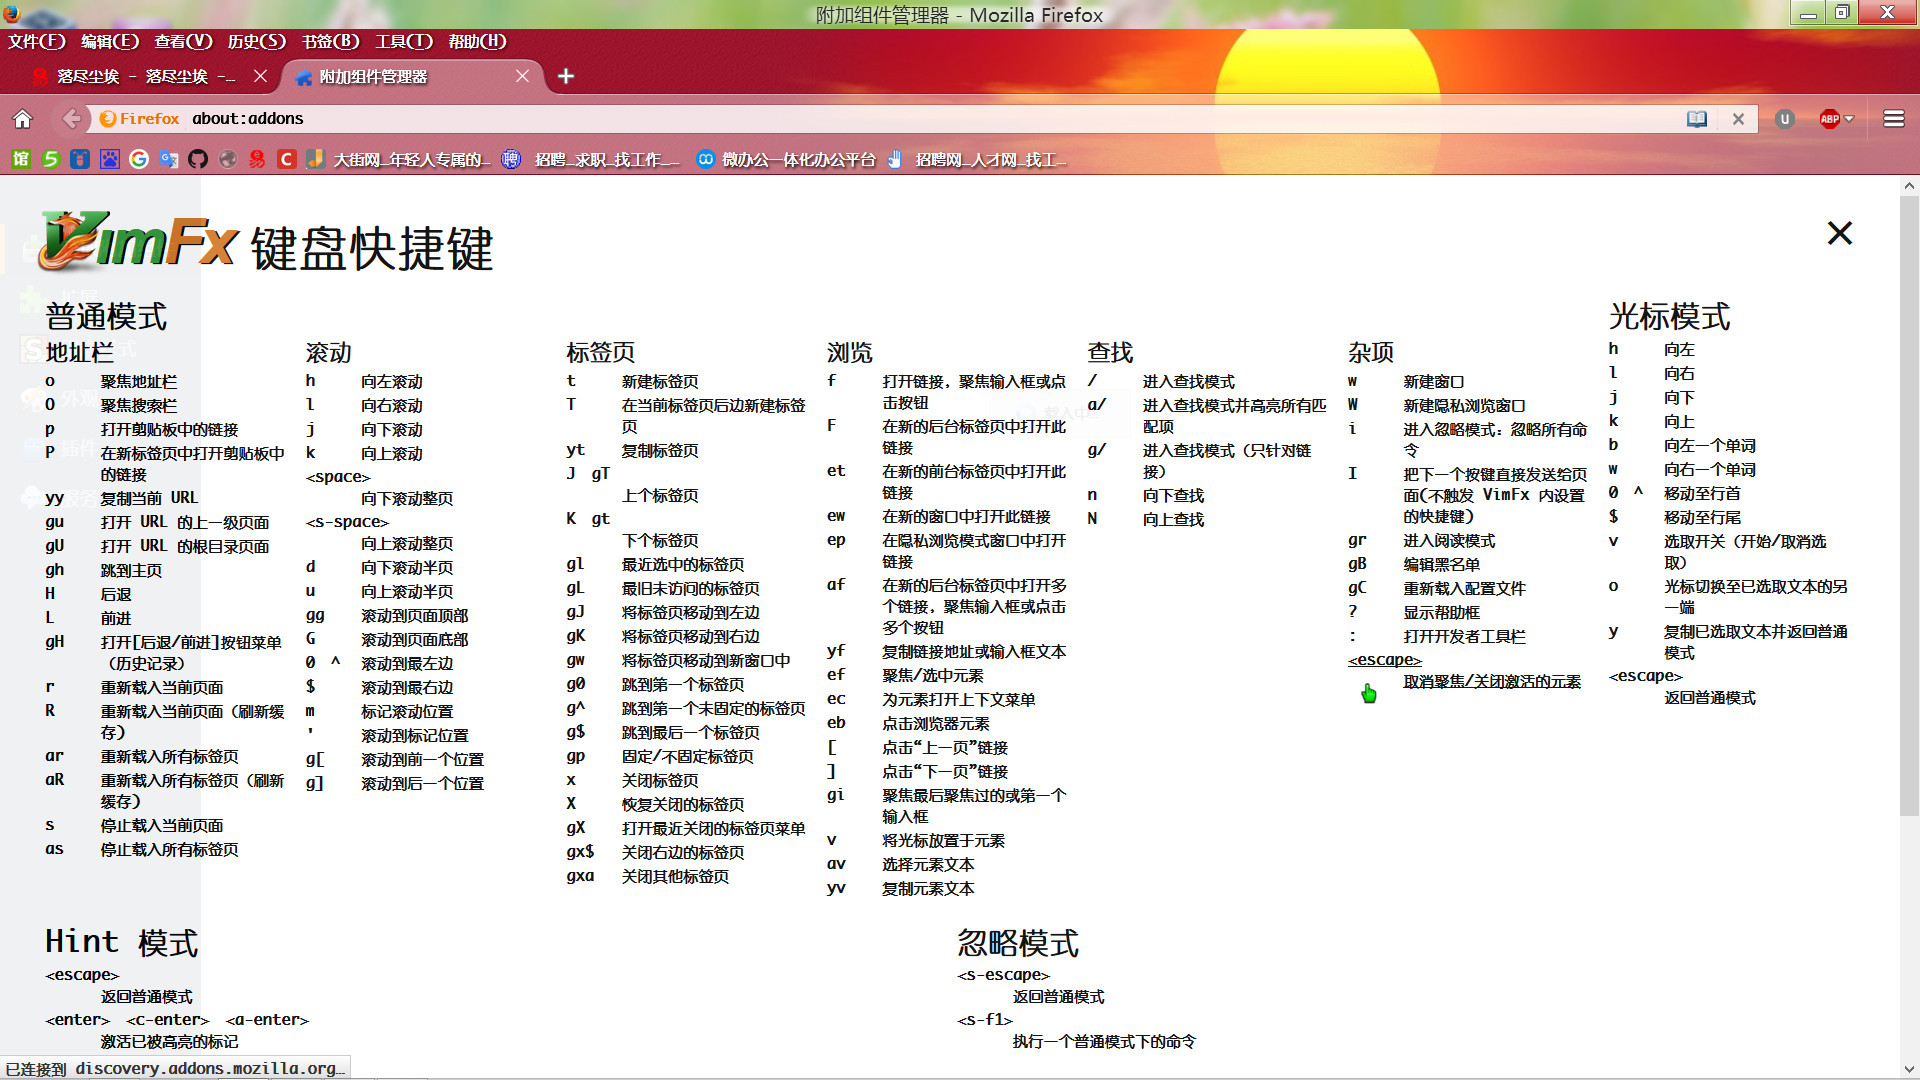 附加组件管理器 - Mozilla Firefox
文件(F) 编辑(E) 查看(V) 历史(S) 书签(B) 工具(T) 帮助(H)
落尽尘埃 - 落尽尘埃 -…
附加组件管理器
Firefox about:addons
大街网_年轻人专属的…
招聘_求职_找工作_…
微办公一体化办公平台
招聘网_人才网_找工…
VimFx 键盘快捷键
普通模式
地址栏
o 聚焦地址栏
O 聚焦搜索栏
p 打开剪贴板中的链接
P 在新标签页中打开剪贴板中
的链接
yy 复制当前 URL
gu 打开 URL 的上一级页面
gU 打开 URL 的根目录页面
gh 跳到主页
H 后退
L 前进
gH 打开[后退/前进]按钮菜单
（历史记录）
r 重新载入当前页面
R 重新载入当前页面（刷新缓
存）
ar 重新载入所有标签页
aR 重新载入所有标签页（刷新
缓存）
s 停止载入当前页面
as 停止载入所有标签页
滚动
h 向左滚动
l 向右滚动
j 向下滚动
k 向上滚动
<space>
向下滚动整页
<s-space>
向上滚动整页
d 向下滚动半页
u 向上滚动半页
gg 滚动到页面顶部
G 滚动到页面底部
0 ^ 滚动到最左边
$ 滚动到最右边
m 标记滚动位置
' 滚动到标记位置
g[ 滚动到前一个位置
g] 滚动到后一个位置
标签页
t 新建标签页
T 在当前标签页后边新建标签
页
yt 复制标签页
J gT
上个标签页
K gt
下个标签页
gl 最近选中的标签页
gL 最旧未访问的标签页
gJ 将标签页移动到左边
gK 将标签页移动到右边
gw 将标签页移动到新窗口中
g0 跳到第一个标签页
g^ 跳到第一个未固定的标签页
g$ 跳到最后一个标签页
gp 固定/不固定标签页
x 关闭标签页
X 恢复关闭的标签页
gX 打开最近关闭的标签页菜单
gx$ 关闭右边的标签页
gxa 关闭其他标签页
浏览
f 打开链接，聚焦输入框或点
击按钮
F 在新的后台标签页中打开此
链接
et 在新的前台标签页中打开此
链接
ew 在新的窗口中打开此链接
ep 在隐私浏览模式窗口中打开
链接
af 在新的后台标签页中打开多
个链接，聚焦输入框或点击
多个按钮
yf 复制链接地址或输入框文本
ef 聚焦/选中元素
ec 为元素打开上下文菜单
eb 点击浏览器元素
[ 点击“上一页”链接
] 点击“下一页”链接
gi 聚焦最后聚焦过的或第一个
输入框
v 将光标放置于元素
av 选择元素文本
yv 复制元素文本
查找
/ 进入查找模式
a/ 进入查找模式并高亮所有匹
配项
g/ 进入查找模式（只针对链
接）
n 向下查找
N 向上查找
杂项
w 新建窗口
W 新建隐私浏览窗口
i 进入忽略模式：忽略所有命
令
I 把下一个按键直接发送给页
面(不触发 VimFx 内设置
的快捷键)
gr 进入阅读模式
gB 编辑黑名单
gC 重新载入配置文件
? 显示帮助框
: 打开开发者工具栏
<escape>
取消聚焦/关闭激活的元素
光标模式
h 向左
l 向右
j 向下
k 向上
b 向左一个单词
w 向右一个单词
0 ^ 移动至行首
$ 移动至行尾
v 选取开关（开始/取消选
取）
o 光标切换至已选取文本的另
一端
y 复制已选取文本并返回普通
模式
<escape>
返回普通模式
Hint 模式
<escape>
返回普通模式
<enter> <c-enter> <a-enter>
激活已被高亮的标记
忽略模式
<s-escape>
返回普通模式
<s-f1>
执行一个普通模式下的命令
已连接到 discovery.addons.mozilla.org…